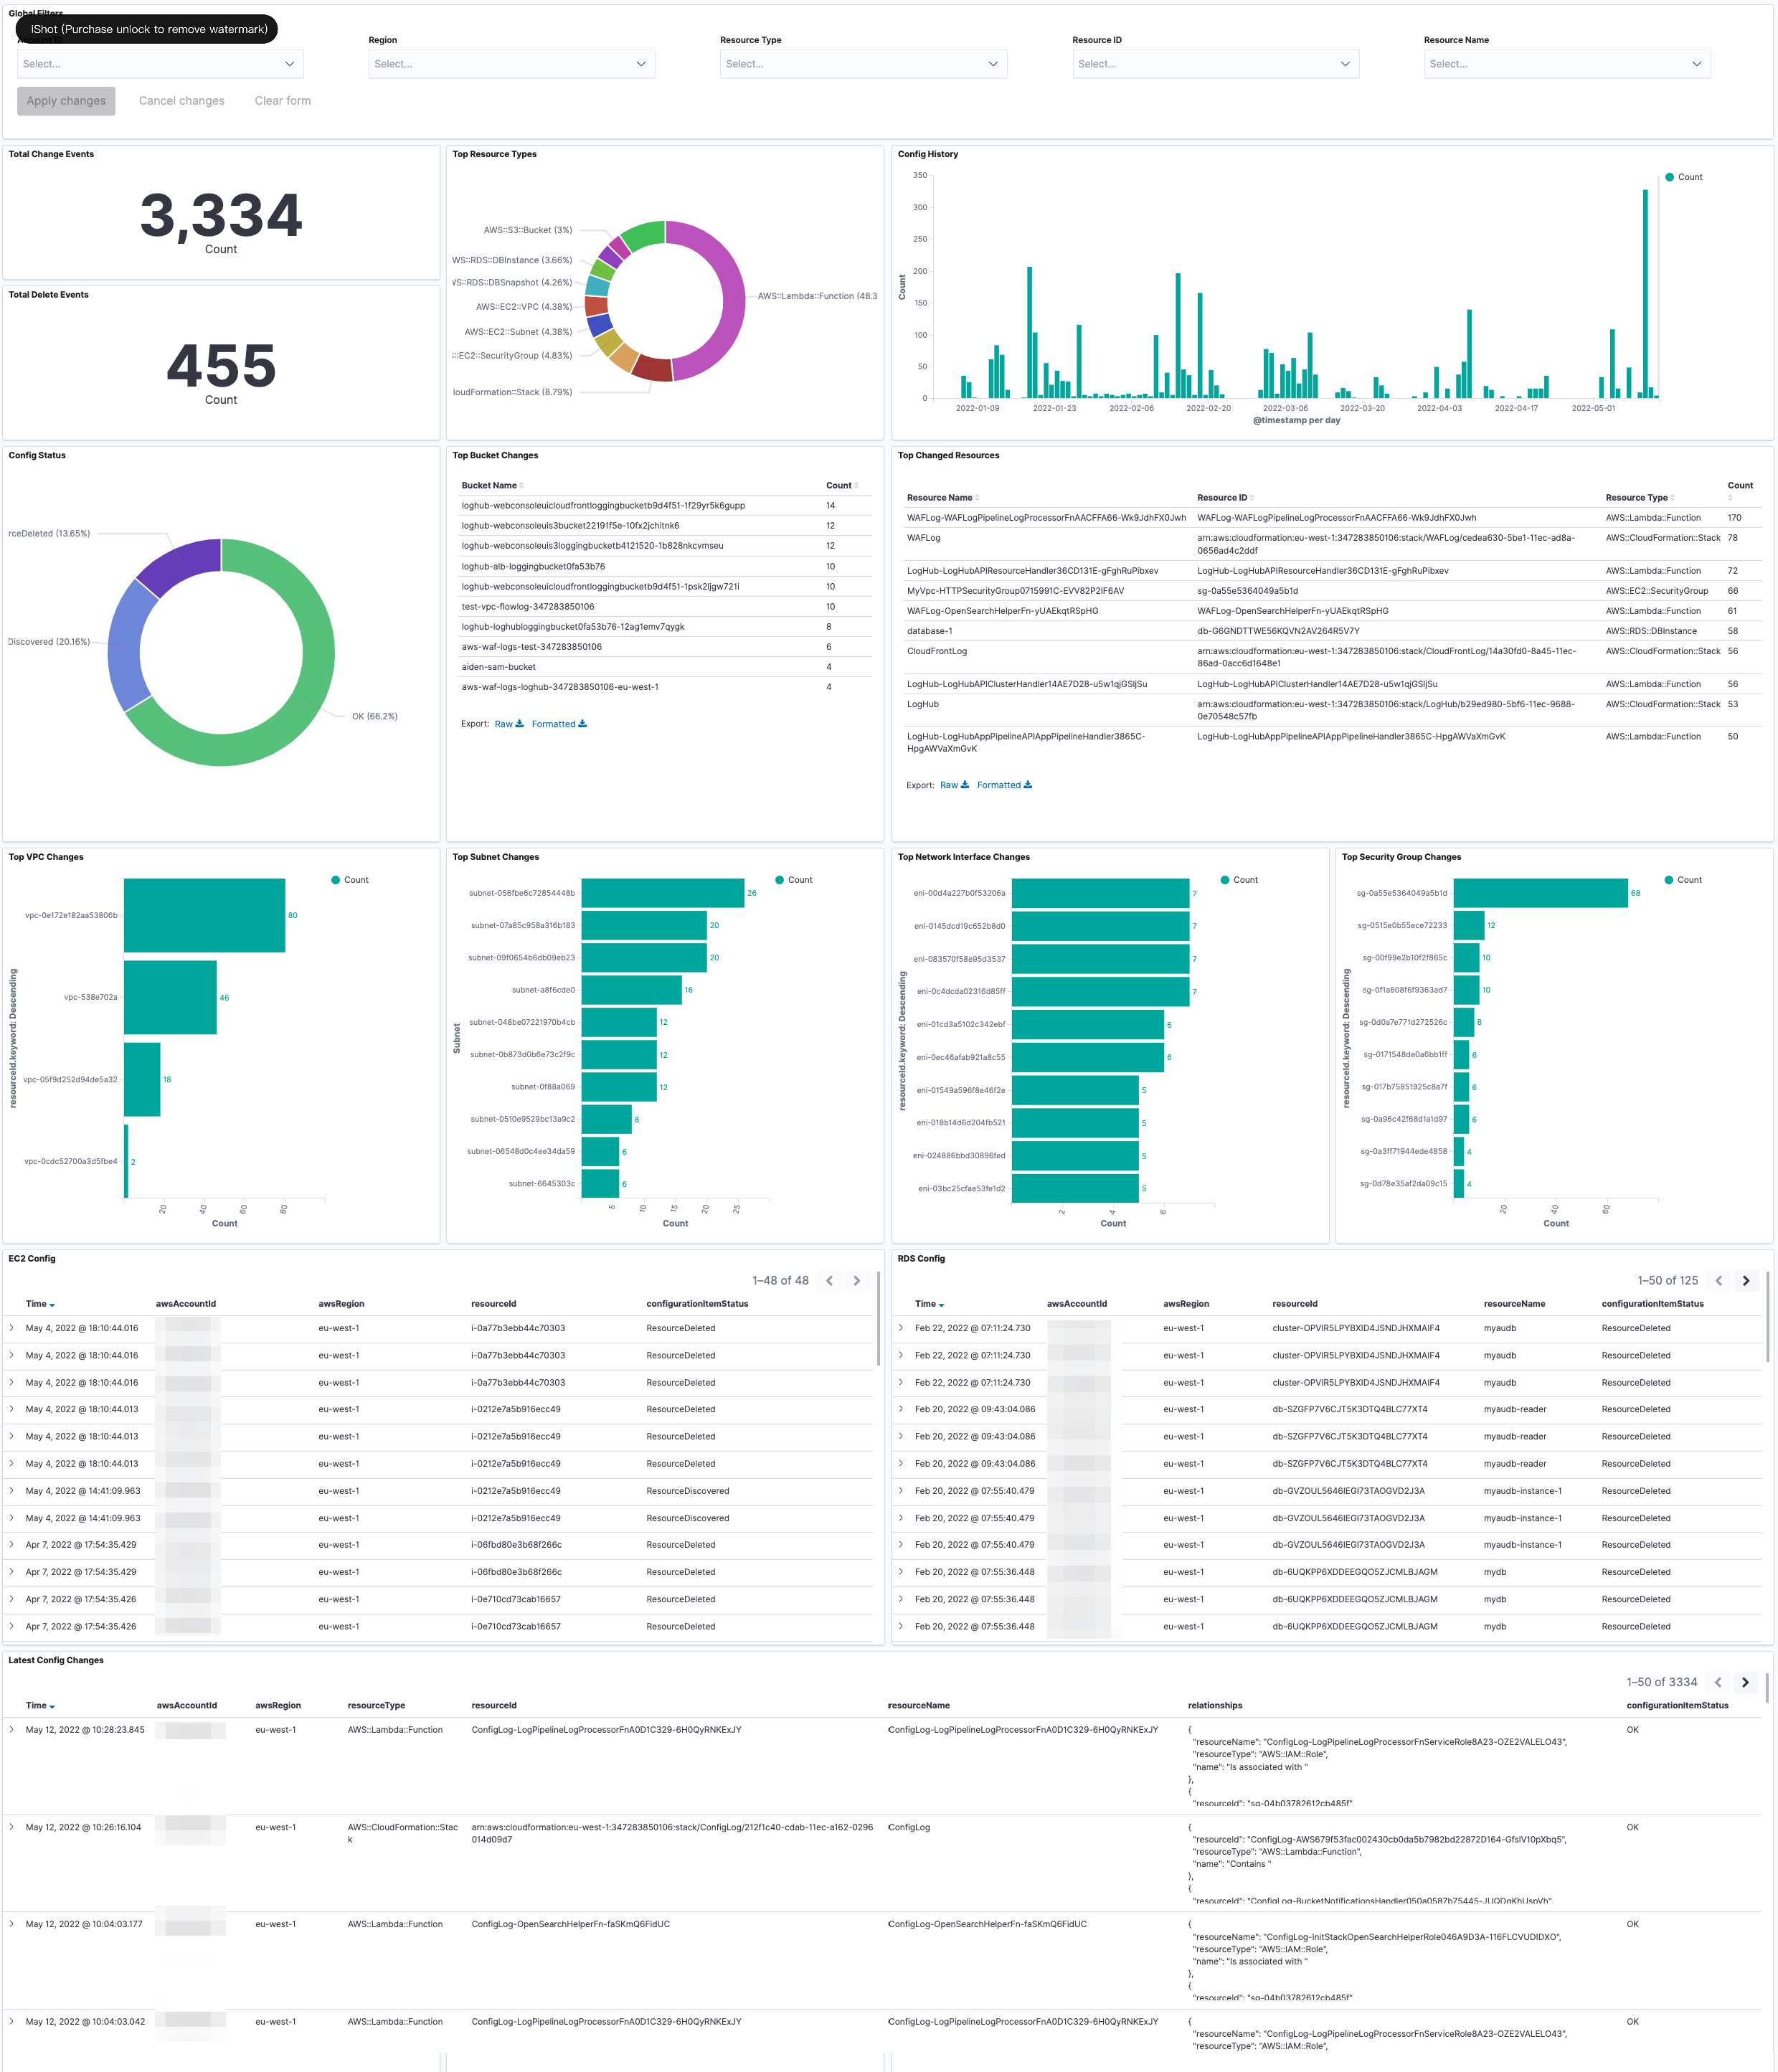 Global Filters
iShot (Purchase unlock to remove watermark)
Region
Resource Type
Resource ID
Resource Name
Select...
Select...
Select...
Select...
Select...
Apply changes
Cancel changes
Clear form
Total Change Events
3,334
Count
Total Delete Events
455
Count
Top Resource Types
AWS::S3::Bucket (3%)
WS::RDS::DBInstance (3.66%)
VS::RDS::DBSnapshot (4.26%)
AWS::EC2::VPC (4.38%)
AWS::EC2::Subnet (4.38%)
::EC2::SecurityGroup (4.83%)
loudFormation::Stack (8.79%)
AWS::Lambda::Function (48.3
Config History
Count
350
300
250
200
150
100
50
0
Count
2022-01-09 2022-01-23 2022-02-06 2022-02-20 2022-03-06 2022-03-20 2022-04-03 2022-04-17 2022-05-01
@timestamp per day
Config Status
rceDeleted (13.65%)
Discovered (20.16%)
OK (66.2%)
Top Bucket Changes
Bucket Name Count
loghub-webconsoleuicloudfrontloggingbucketb9d4f51-1f29yr5k6gupp 14
loghub-webconsoleuis3bucket22191f5e-10fx2jchitnk6 12
loghub-webconsoleuis3loggingbucketb4121520-1b828nkcvmseu 12
loghub-alb-loggingbucket0fa53b76 10
loghub-webconsoleuicloudfrontloggingbucketb9d4f51-1psk2ljgw721i 10
test-vpc-flowlog-347283850106 10
loghub-loghubloggingbucket0fa53b76-12ag1emv7qygk 8
aws-waf-logs-test-347283850106 6
aiden-sam-bucket 4
aws-waf-logs-loghub-347283850106-eu-west-1 4
Export: Raw Formatted
Top Changed Resources
Resource Name Resource ID Resource Type Count
WAFLog-WAFLogPipelineLogProcessorFnAACFFA66-Wk9JdhFX0Jwh WAFLog-WAFLogPipelineLogProcessorFnAACFFA66-Wk9JdhFX0Jwh AWS::Lambda::Function 170
WAFLog arn:aws:cloudformation:eu-west-1:347283850106:stack/WAFLog/cedea630-5be1-11ec-ad8a- AWS::CloudFormation::Stack 78
0656ad4c2ddf
LogHub-LogHubAPIResourceHandler36CD131E-gFghRuPibxev LogHub-LogHubAPIResourceHandler36CD131E-gFghRuPibxev AWS::Lambda::Function 72
MyVpc-HTTPSecurityGroup0715991C-EVV82P2IF6AV sg-0a55e5364049a5b1d AWS::EC2::SecurityGroup 66
WAFLog-OpenSearchHelperFn-yUAEkqtRSpHG WAFLog-OpenSearchHelperFn-yUAEkqtRSpHG AWS::Lambda::Function 61
database-1 db-G6GNDTTWE56KQVN2AV264R5V7Y AWS::RDS::DBInstance 58
CloudFrontLog arn:aws:cloudformation:eu-west-1:347283850106:stack/CloudFrontLog/14a30fd0-8a45-11ec- AWS::CloudFormation::Stack 56
86ad-0acc6d1648e1
LogHub-LogHubAPIClusterHandler14AE7D28-u5w1qjGSljSu LogHub-LogHubAPIClusterHandler14AE7D28-u5w1qjGSljSu AWS::Lambda::Function 56
LogHub arn:aws:cloudformation:eu-west-1:347283850106:stack/LogHub/b29ed980-5bf6-11ec-9688- AWS::CloudFormation::Stack 53
0e70548c57fb
LogHub-LogHubAppPipelineAPIAppPipelineHandler3865C- LogHub-LogHubAppPipelineAPIAppPipelineHandler3865C-HpgAWVaXmGvK AWS::Lambda::Function 50
HpgAWVaXmGvK
Export: Raw Formatted
Top VPC Changes
Count
resourceId.keyword: Descending
vpc-0e172e182aa53806b 80
vpc-538e702a 46
vpc-05f9d252d94de5a32 18
vpc-0cdc52700a3d5fbe4 2
20 40 60 80
Count
Top Subnet Changes
Count
Subnet
subnet-056fbe6c72854448b 26
subnet-07a85c958a316b183 20
subnet-09f0654b6db09eb23 20
subnet-a8f6cde0 16
subnet-048be07221970b4cb 12
subnet-0b873d0b6e73c2f9c 12
subnet-0f88a069 12
subnet-0510e9529bc13a9c2 8
subnet-06548d0c4ee34da59 6
subnet-6645303c 6
5 10 15 20 25
Count
Top Network Interface Changes
Count
resourceId.keyword: Descending
eni-00d4a227b0f53206a 7
eni-0145dcd19c652b8d0 7
eni-083570f58e95d3537 7
eni-0c4dcda02316d85ff 7
eni-01cd3a5102c342ebf 6
eni-0ec46afab921a8c55 6
eni-01549a596f8e46f2e 5
eni-018b14d6d204fb521 5
eni-024886bbd30896fed 5
eni-03bc25cfae53fe1d2 5
2 4 6
Count
Top Security Group Changes
Count
resourceId.keyword: Descending
sg-0a55e5364049a5b1d 68
sg-0515e0b55ece72233 12
sg-00f99e2b10f2f865c 10
sg-0f1a608f6f9363ad7 10
sg-0d0a7e771d272526c 8
sg-0171548de0a6bb1ff 6
sg-017b75851925c8a7f 6
sg-0a96c42f68d1a1d97 6
sg-0a3ff71944ede4858 4
sg-0d78e35af2da09c15 4
20 40 60
Count
EC2 Config
1–48 of 48
Time awsAccountId awsRegion resourceId configurationItemStatus
May 4, 2022 @ 18:10:44.016 eu-west-1 i-0a77b3ebb44c70303 ResourceDeleted
May 4, 2022 @ 18:10:44.016 eu-west-1 i-0a77b3ebb44c70303 ResourceDeleted
May 4, 2022 @ 18:10:44.016 eu-west-1 i-0a77b3ebb44c70303 ResourceDeleted
May 4, 2022 @ 18:10:44.013 eu-west-1 i-0212e7a5b916ecc49 ResourceDeleted
May 4, 2022 @ 18:10:44.013 eu-west-1 i-0212e7a5b916ecc49 ResourceDeleted
May 4, 2022 @ 18:10:44.013 eu-west-1 i-0212e7a5b916ecc49 ResourceDeleted
May 4, 2022 @ 14:41:09.963 eu-west-1 i-0212e7a5b916ecc49 ResourceDiscovered
May 4, 2022 @ 14:41:09.963 eu-west-1 i-0212e7a5b916ecc49 ResourceDiscovered
Apr 7, 2022 @ 17:54:35.429 eu-west-1 i-06fbd80e3b68f266c ResourceDeleted
Apr 7, 2022 @ 17:54:35.429 eu-west-1 i-06fbd80e3b68f266c ResourceDeleted
Apr 7, 2022 @ 17:54:35.426 eu-west-1 i-0e710cd73cab16657 ResourceDeleted
Apr 7, 2022 @ 17:54:35.426 eu-west-1 i-0e710cd73cab16657 ResourceDeleted
RDS Config
1–50 of 125
Time awsAccountId awsRegion resourceId resourceName configurationItemStatus
Feb 22, 2022 @ 07:11:24.730 eu-west-1 cluster-OPVIR5LPYBXID4JSNDJHXMAIF4 myaudb ResourceDeleted
Feb 22, 2022 @ 07:11:24.730 eu-west-1 cluster-OPVIR5LPYBXID4JSNDJHXMAIF4 myaudb ResourceDeleted
Feb 22, 2022 @ 07:11:24.730 eu-west-1 cluster-OPVIR5LPYBXID4JSNDJHXMAIF4 myaudb ResourceDeleted
Feb 20, 2022 @ 09:43:04.086 eu-west-1 db-SZGFP7V6CJT5K3DTQ4BLC77XT4 myaudb-reader ResourceDeleted
Feb 20, 2022 @ 09:43:04.086 eu-west-1 db-SZGFP7V6CJT5K3DTQ4BLC77XT4 myaudb-reader ResourceDeleted
Feb 20, 2022 @ 09:43:04.086 eu-west-1 db-SZGFP7V6CJT5K3DTQ4BLC77XT4 myaudb-reader ResourceDeleted
Feb 20, 2022 @ 07:55:40.479 eu-west-1 db-GVZOUL5646IEGI73TAOGVD2J3A myaudb-instance-1 ResourceDeleted
Feb 20, 2022 @ 07:55:40.479 eu-west-1 db-GVZOUL5646IEGI73TAOGVD2J3A myaudb-instance-1 ResourceDeleted
Feb 20, 2022 @ 07:55:40.479 eu-west-1 db-GVZOUL5646IEGI73TAOGVD2J3A myaudb-instance-1 ResourceDeleted
Feb 20, 2022 @ 07:55:36.448 eu-west-1 db-6UQKPP6XDDEEGQO5ZJCMLBJAGM mydb ResourceDeleted
Feb 20, 2022 @ 07:55:36.448 eu-west-1 db-6UQKPP6XDDEEGQO5ZJCMLBJAGM mydb ResourceDeleted
Feb 20, 2022 @ 07:55:36.448 eu-west-1 db-6UQKPP6XDDEEGQO5ZJCMLBJAGM mydb ResourceDeleted
Latest Config Changes
1–50 of 3334
Time awsAccountId awsRegion resourceType resourceId resourceName relationships configurationItemStatus
May 12, 2022 @ 10:28:23.845 eu-west-1 AWS::Lambda::Function ConfigLog-LogPipelineLogProcessorFnA0D1C329-6H0QyRNKExJY ConfigLog-LogPipelineLogProcessorFnA0D1C329-6H0QyRNKExJY { OK
"resourceName": "ConfigLog-LogPipelineLogProcessorFnServiceRole8A23-OZE2VALELO43",
"resourceType": "AWS::IAM::Role",
"name": "Is associated with "
},
{
"resourceId": "sg-04b03782612cb485f"
May 12, 2022 @ 10:26:16.104 eu-west-1 AWS::CloudFormation::Stac arn:aws:cloudformation:eu-west-1:347283850106:stack/ConfigLog/212f1c40-cdab-11ec-a162-0296 ConfigLog { OK
k 014d09d7 "resourceId": "ConfigLog-AWS679f53fac002430cb0da5b7982bd22872D164-GfslV10pXbq5",
"resourceType": "AWS::Lambda::Function",
"name": "Contains "
},
{
"resourceId": "ConfigLog-BucketNotificationsHandler050a0587b75445-JUQDgKhUspVh"
May 12, 2022 @ 10:04:03.177 eu-west-1 AWS::Lambda::Function ConfigLog-OpenSearchHelperFn-faSKmQ6FidUC ConfigLog-OpenSearchHelperFn-faSKmQ6FidUC { OK
"resourceName": "ConfigLog-InitStackOpenSearchHelperRole046A9D3A-116FLCVUDIDXO",
"resourceType": "AWS::IAM::Role",
"name": "Is associated with "
},
{
"resourceId": "sg-04b03782612cb485f"
May 12, 2022 @ 10:04:03.042 eu-west-1 AWS::Lambda::Function ConfigLog-LogPipelineLogProcessorFnA0D1C329-6H0QyRNKExJY ConfigLog-LogPipelineLogProcessorFnA0D1C329-6H0QyRNKExJY { OK
"resourceName": "ConfigLog-LogPipelineLogProcessorFnServiceRole8A23-OZE2VALELO43",
"resourceType": "AWS::IAM::Role",